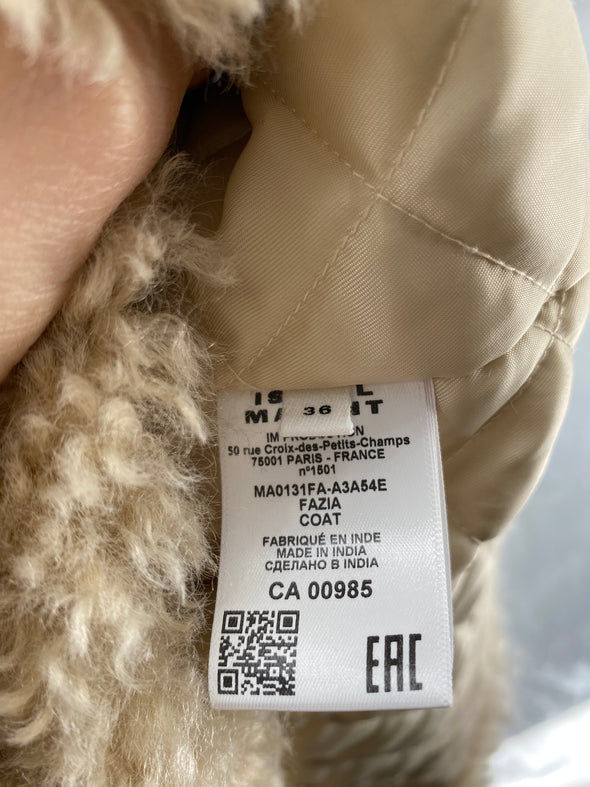 36
50 rue Croix-des-Petits-Champs
75001 PARIS - FRANCE
n°1501
MA0131FA-A3A54E
FAZIA
COAT
FABRIQUÉ EN INDE
MADE IN INDIA
СДЕЛАНО В INDIA
CA 00985
EAC